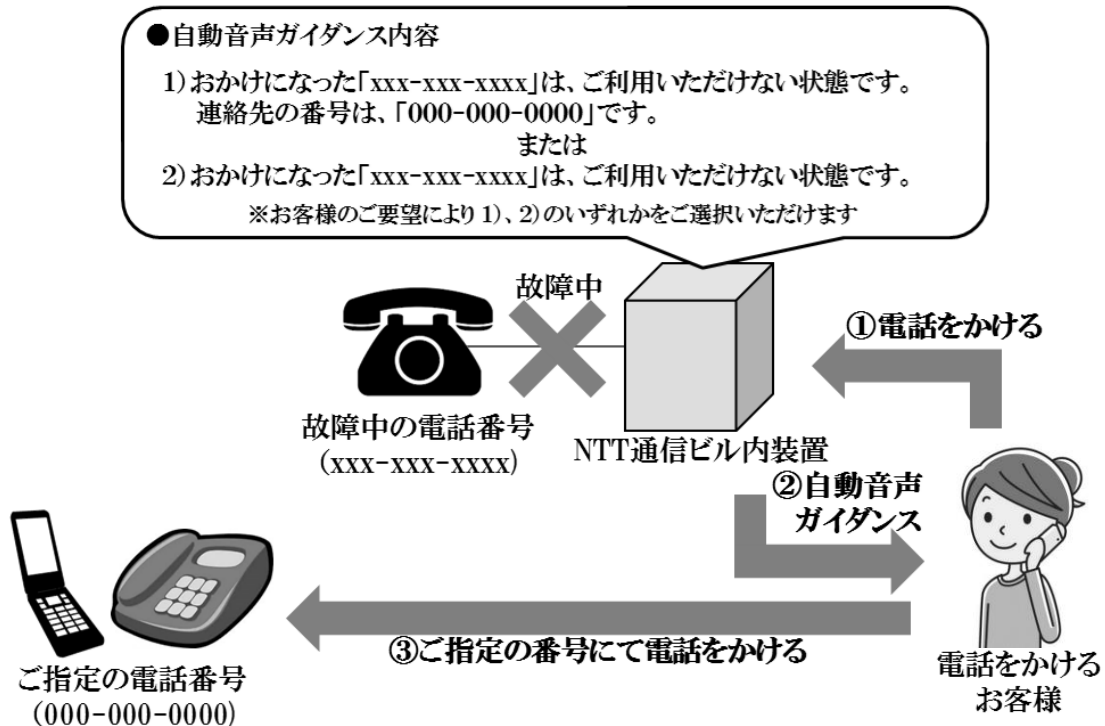 ●自動音声ガイダンス内容
1)おかけになった「xxx-xxx-xxxx」は、ご利用いただけない状態です。
連絡先の番号は、「000-000-0000」です。
または
2)おかけになった「xxx-xxx-xxxx」は、ご利用いただけない状態です。
※お客様のご要望により1)、2)のいずれかをご選択いただけます
故障中
①電話をかける
故障中の電話番号
(xxx-xxx-xxxx)
NTT通信ビル内装置
②自動音声
ガイダンス
③ご指定の番号にて電話をかける
ご指定の電話番号
(000-000-0000)
電話をかける
お客様